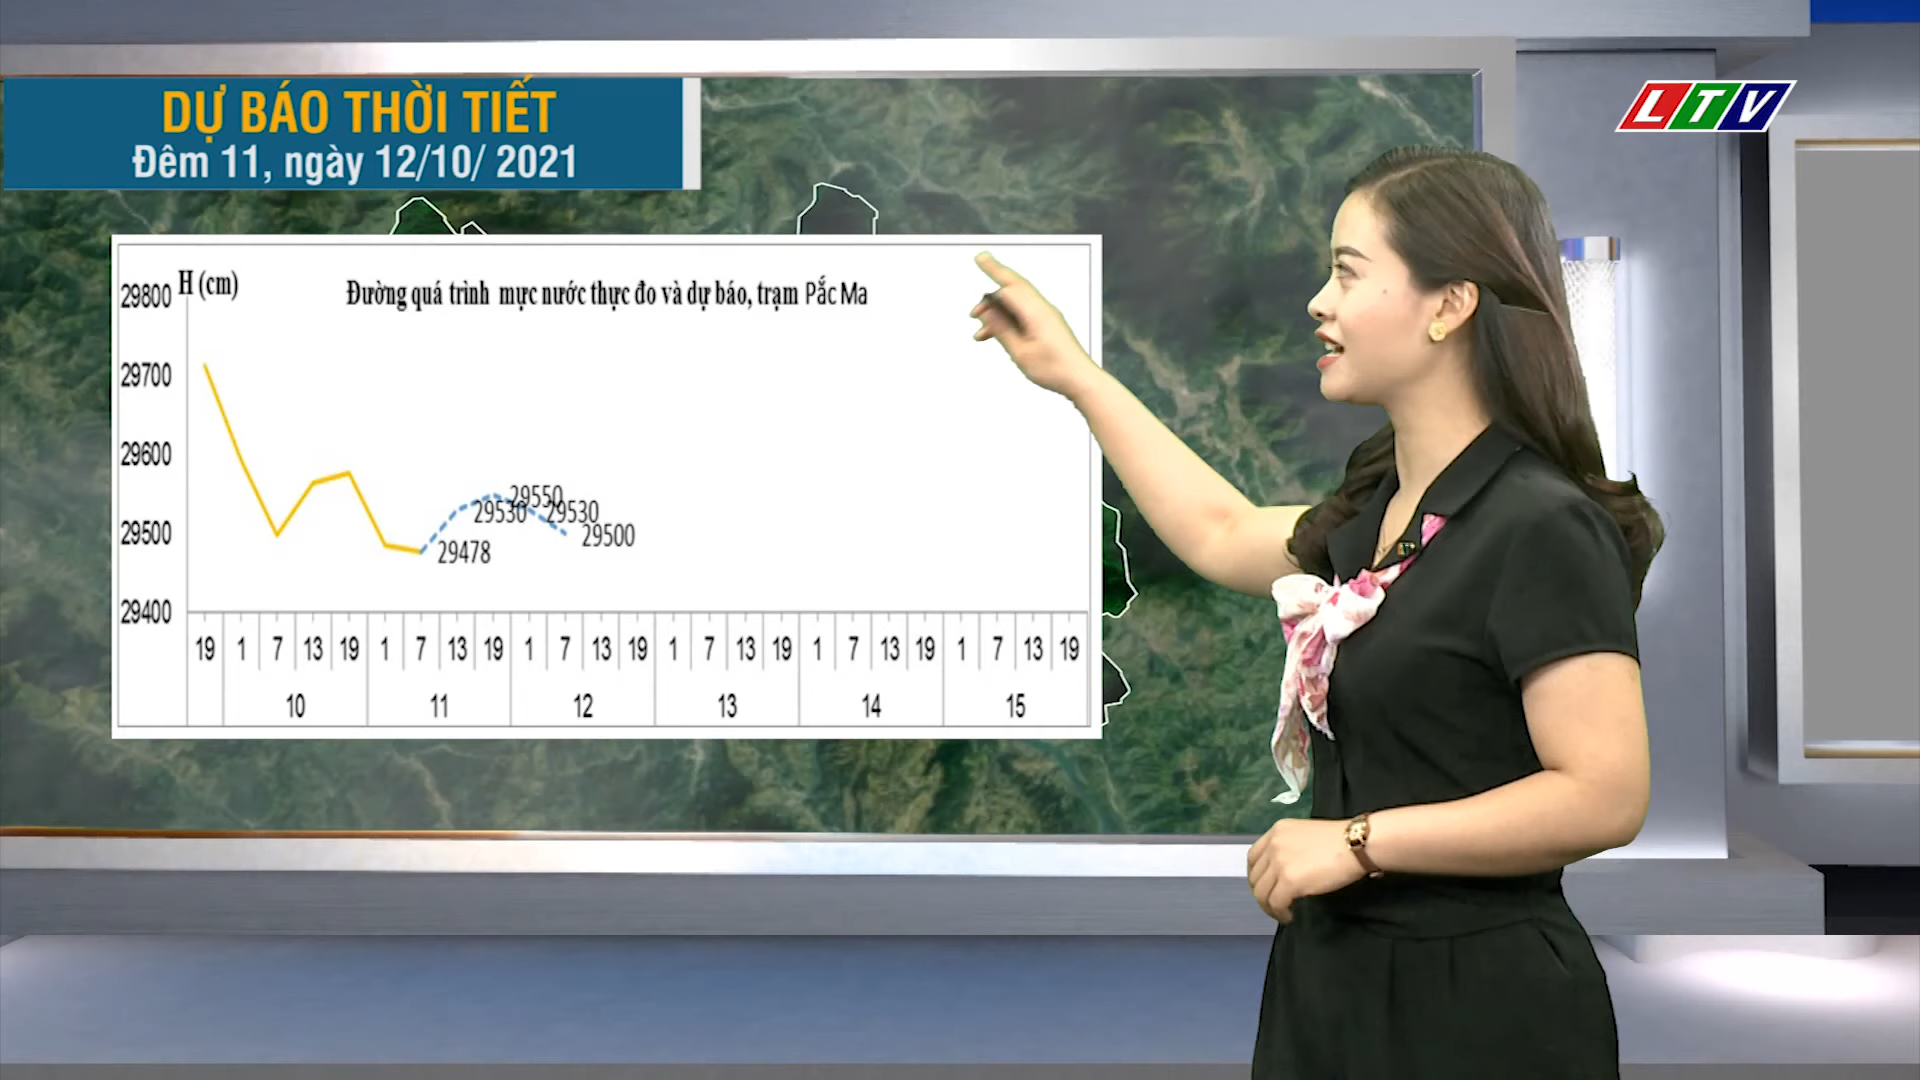 DỰ BÁO THỜI TIẾT
Đêm 11, ngày 12/10/ 2021
LTV
H (cm)
Đường quá trình mực nước thực đo và dự báo, trạm Pắc Ma
29800
29700
29600
29500
29400
29478
29530
29550
29530
29500
19 1 7 13 19 1 7 13 19 1 7 13 19 1 7 13 19 1 7 13 19 1 7 13 19
10 11 12 13 14 15